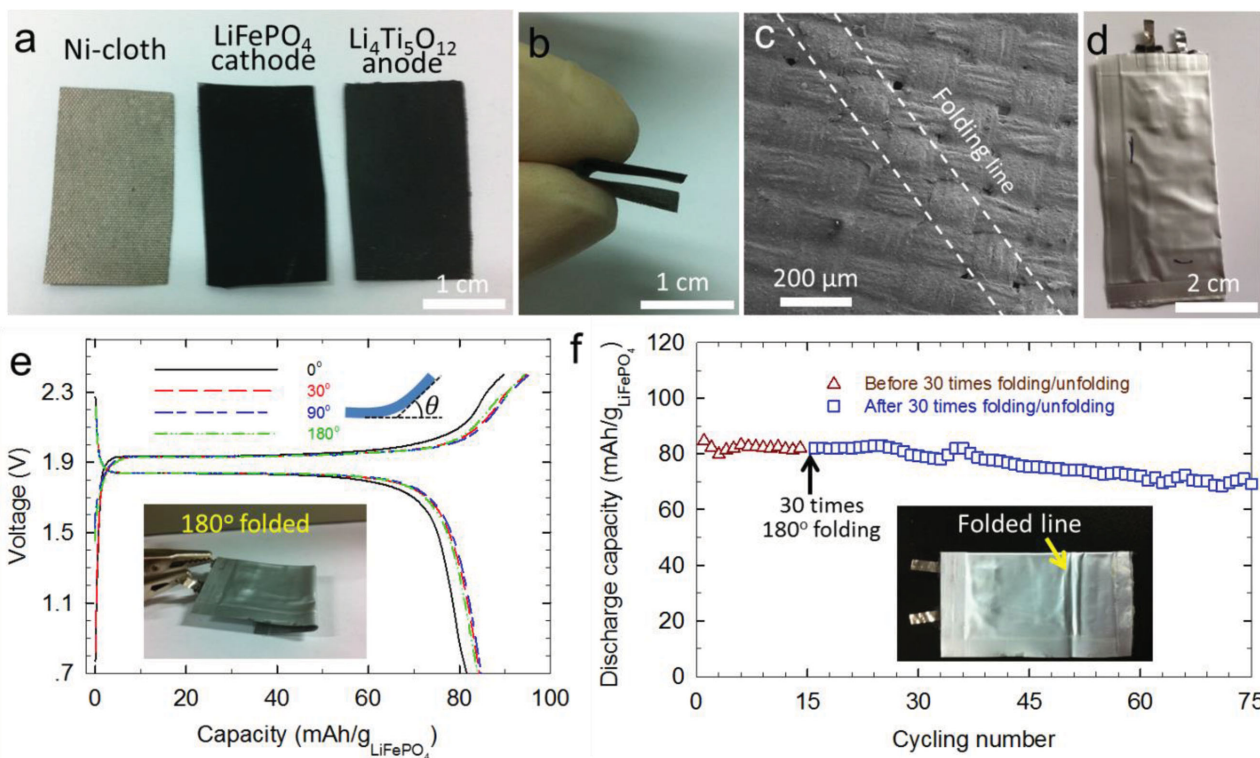 a
Ni-cloth
LiFePO₄
cathode
Li₄Ti₅O₁₂
anode
1 cm
b
1 cm
c
Folding line
200 µm
d
2 cm
e
2.3
1.9
1.5
1.1
.7
Voltage (V)
0°
30°
90°
180°
θ
180° folded
0 20 40 60 80 100
Capacity (mAh/g_LiFePO₄)
f
120
100
80
60
40
20
0
Discharge capacity (mAh/g_LiFePO₄)
Before 30 times folding/unfolding
After 30 times folding/unfolding
30 times
180° folding
Folded line
0 15 30 45 60 75
Cycling number